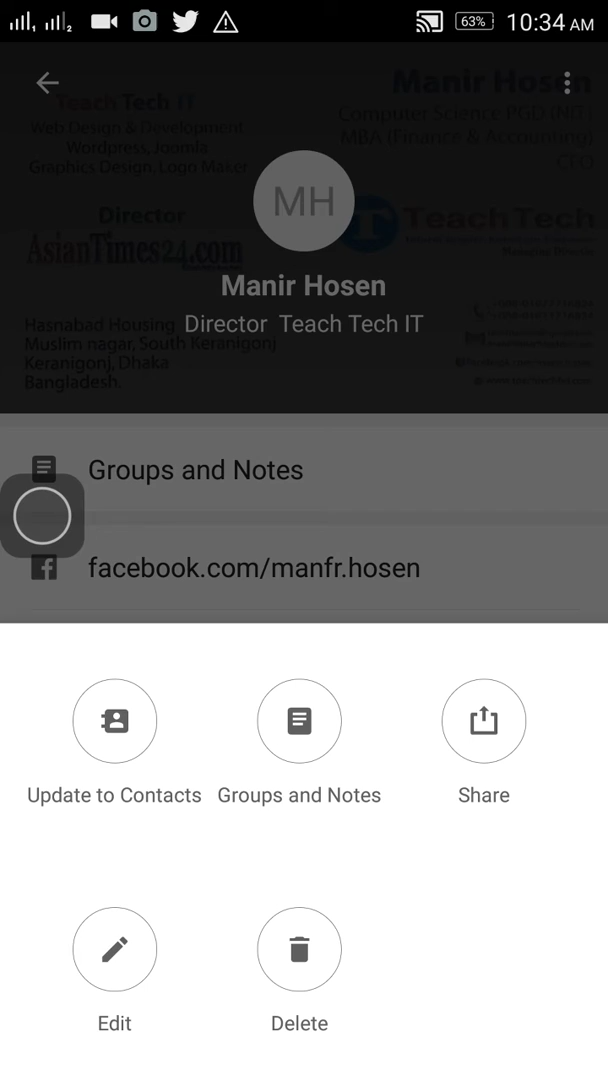 63%
10:34 AM
Teach Tech IT
Web Design & Development
Wordpress, Joomla
Graphics Design, Logo Maker
Manir Hosen
Computer Science PGD (NIT)
MBA (Finance & Accounting)
CEO
MH
Director
AsianTimes24.com
TeachTech
Manir Hosen
Director Teach Tech IT
Hasnabad Housing
Muslim nagar, South Keranigonj
Keranigonj, Dhaka
Bangladesh.
Groups and Notes
facebook.com/manfr.hosen
Update to Contacts
Groups and Notes
Share
Edit
Delete